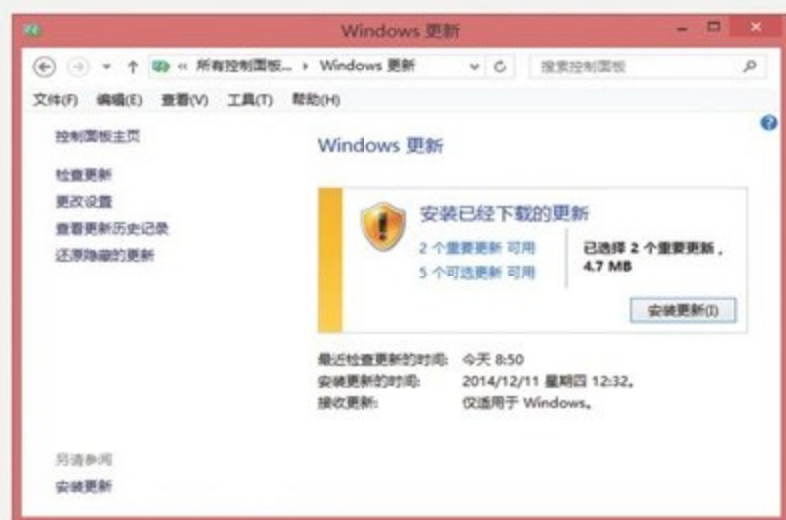 Windows 更新
« 所有控制面板... › Windows 更新
搜索控制面板
文件(F) 编辑(E) 查看(V) 工具(T) 帮助(H)
控制面板主页
检查更新
更改设置
查看更新历史记录
还原隐藏的更新
Windows 更新
安装已经下载的更新
2 个重要更新 可用
5 个可选更新 可用
已选择 2 个重要更新，
4.7 MB
安装更新(I)
最近检查更新的时间: 今天 8:50
安装更新的时间: 2014/12/11 星期四 12:32。
接收更新: 仅适用于 Windows。
另请参阅
安装更新